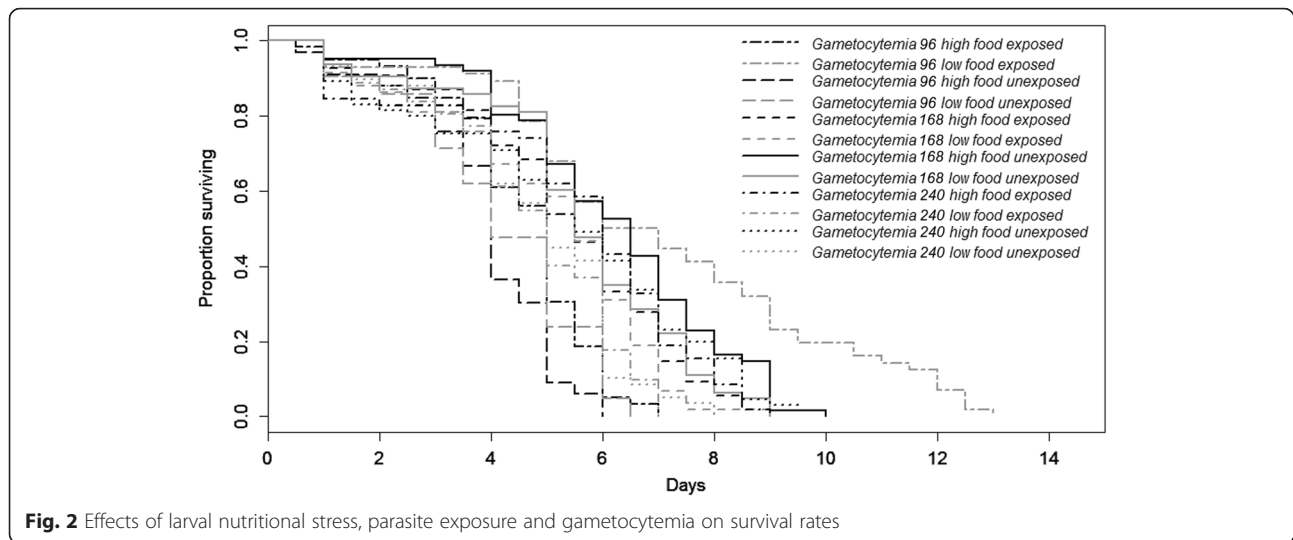 Proportion surviving
1.0
0.8
0.6
0.4
0.2
0.0
Gametocytemia 96 high food exposed
Gametocytemia 96 low food exposed
Gametocytemia 96 high food unexposed
Gametocytemia 96 low food unexposed
Gametocytemia 168 high food exposed
Gametocytemia 168 low food exposed
Gametocytemia 168 high food unexposed
Gametocytemia 168 low food unexposed
Gametocytemia 240 high food exposed
Gametocytemia 240 low food exposed
Gametocytemia 240 high food unexposed
Gametocytemia 240 low food unexposed
0 2 4 6 8 10 12 14
Days
Fig. 2 Effects of larval nutritional stress, parasite exposure and gametocytemia on survival rates